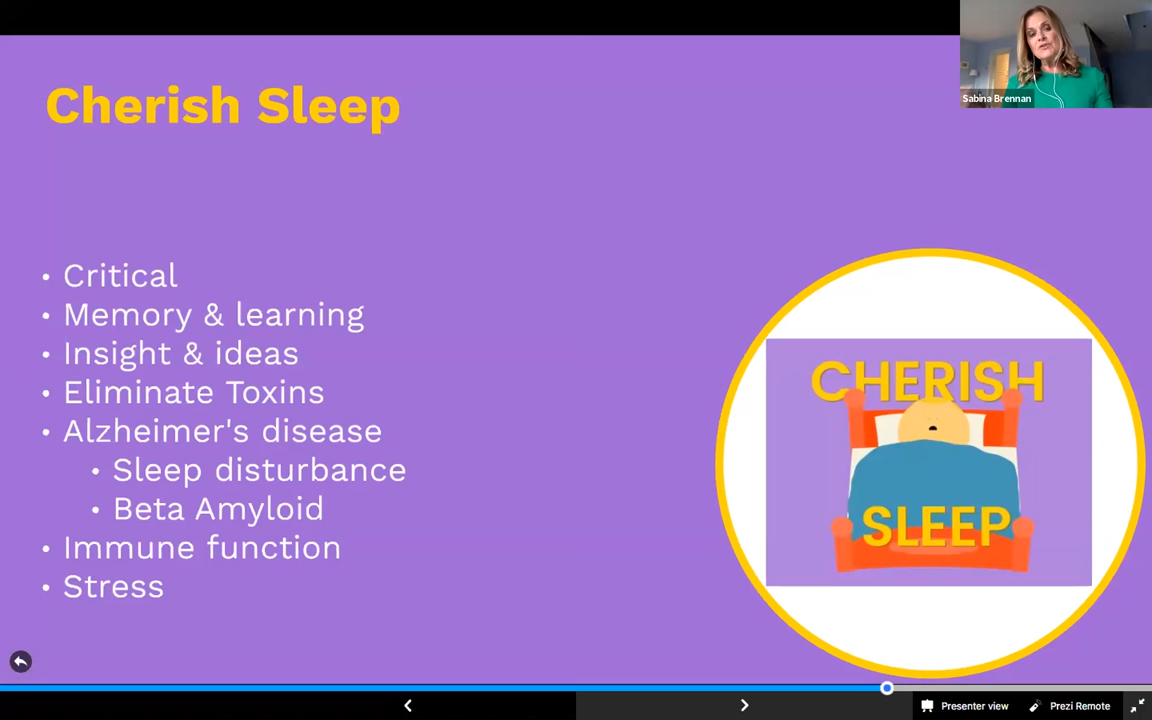 Cherish Sleep
Sabina Brennan
• Critical
• Memory & learning
• Insight & ideas
• Eliminate Toxins
• Alzheimer's disease
• Sleep disturbance
• Beta Amyloid
• Immune function
• Stress
CHERISH
SLEEP
Presenter view
Prezi Remote